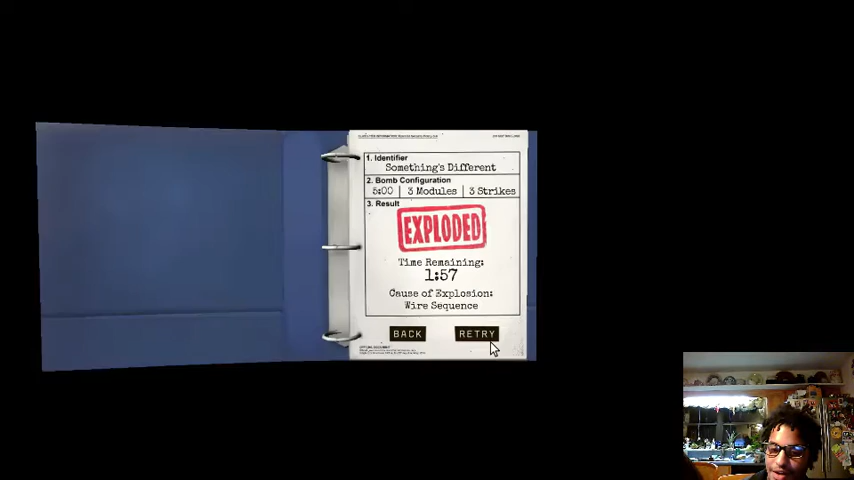 1. Identifier
Something's Different
2. Bomb Configuration
5:00 | 3 Modules | 3 Strikes
3. Result
EXPLODED
Time Remaining:
1:57
Cause of Explosion:
Wire Sequence
BACK
RETRY